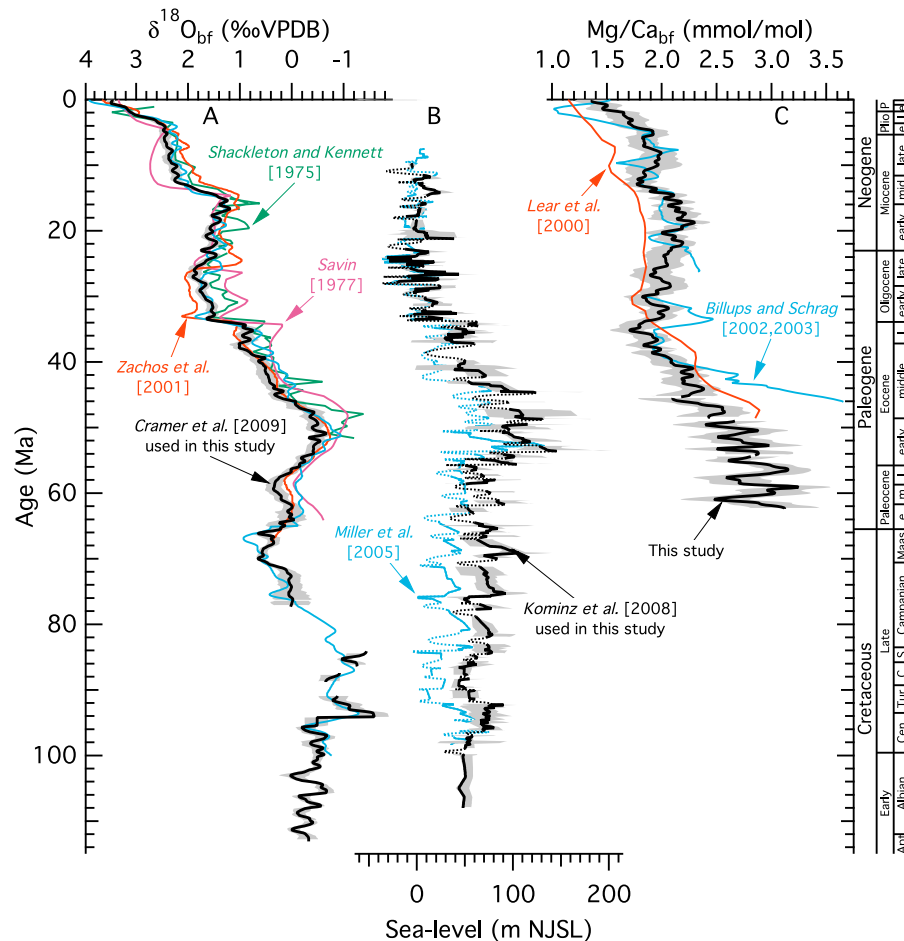 δ18Obf (‰VPDB)
Mg/Cabf (mmol/mol)
4 3 2 1 0 -1
1.0 1.5 2.0 2.5 3.0 3.5
A
B
C
0
20
40
60
80
100
Age (Ma)
Shackleton and Kennett
[1975]
Savin
[1977]
Zachos et al.
[2001]
Cramer et al. [2009]
used in this study
Miller et al.
[2005]
Kominz et al. [2008]
used in this study
Lear et al.
[2000]
Billups and Schrag
[2002,2003]
This study
0 100 200
Sea-level (m NJSL)
Neogene
Paleogene
Cretaceous
Plio
Miocene
Oligocene
Eocene
Paleocene
Late
Early
P
late
mid
early
late
early
l
middle
early
l
m
e
Maas
Campanian
S
C
Tur
Cen
Albian
Apt